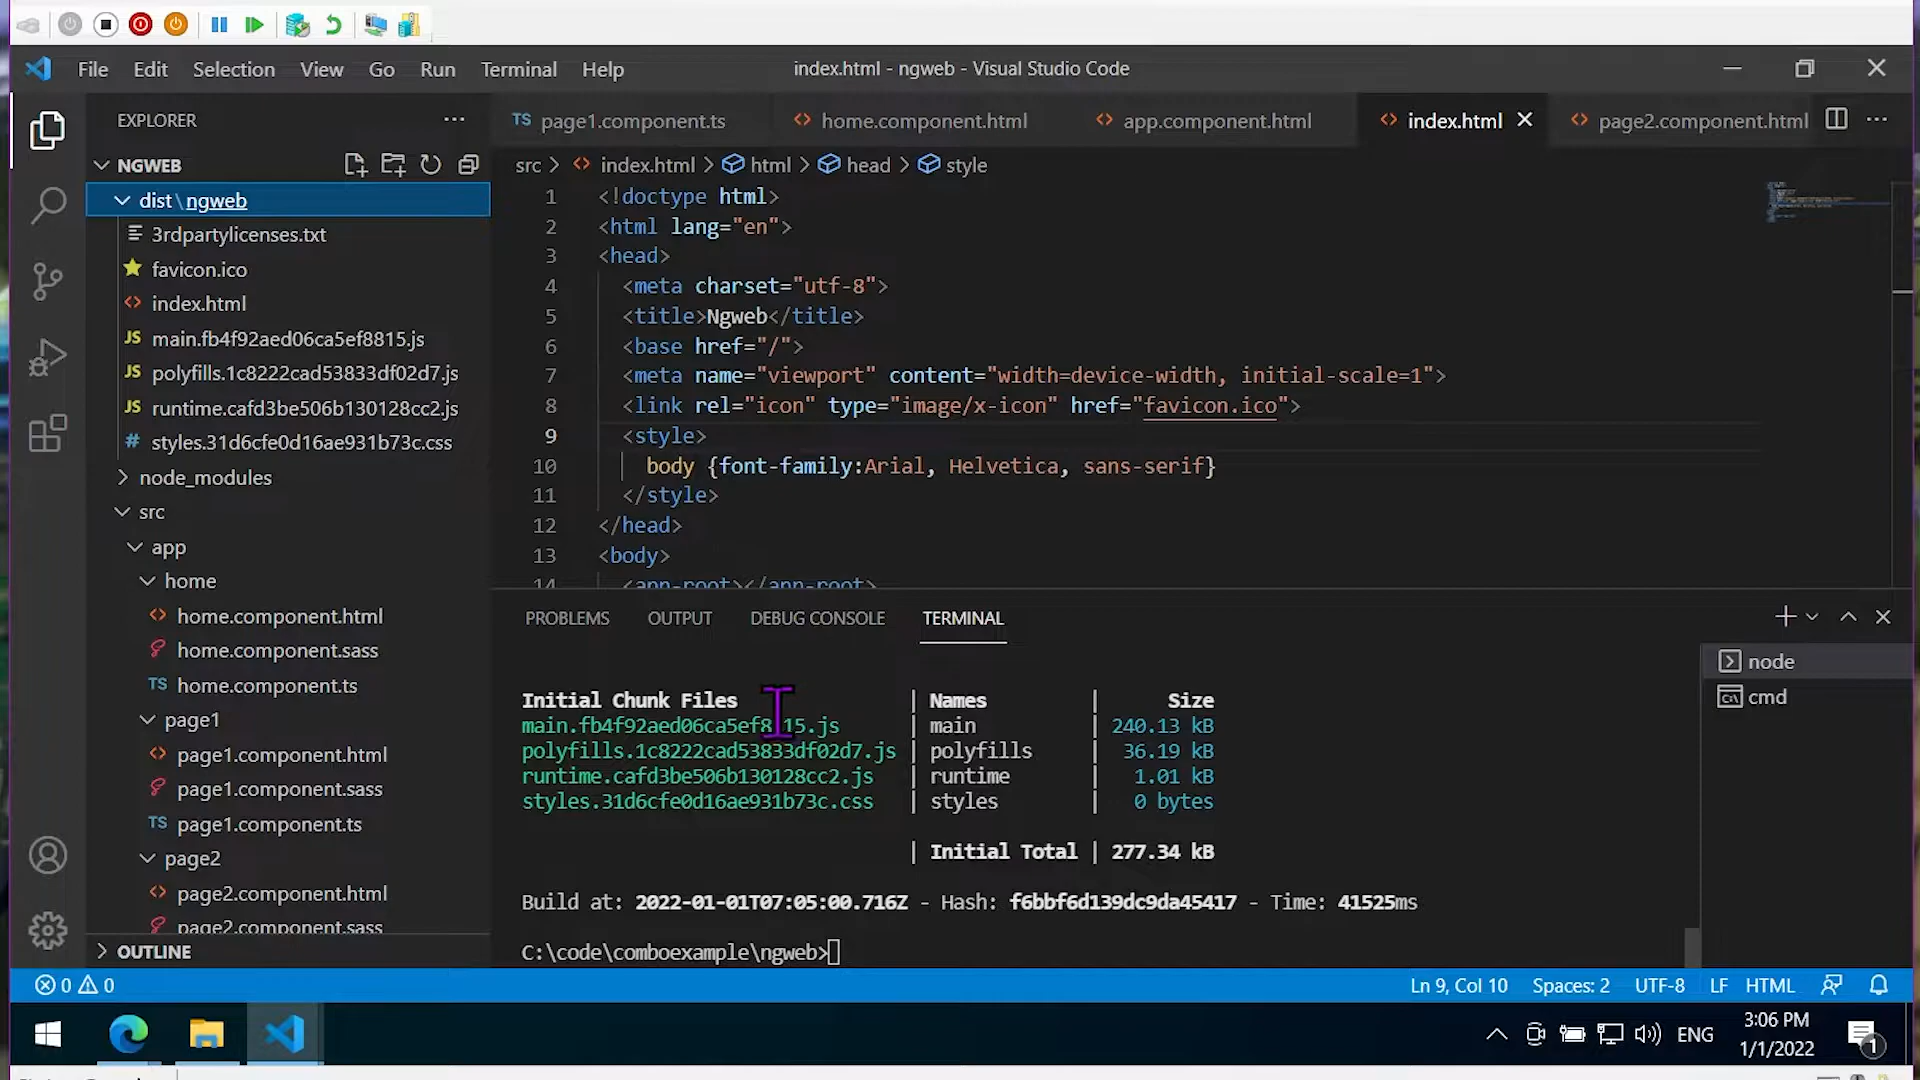 File Edit Selection View Go Run Terminal Help
index.html - ngweb - Visual Studio Code
EXPLORER
NGWEB
dist\ngweb
3rdpartylicenses.txt
favicon.ico
index.html
main.fb4f92aed06ca5ef8815.js
polyfills.1c8222cad53833df02d7.js
runtime.cafd3be506b130128cc2.js
styles.31d6cfe0d16ae931b73c.css
node_modules
src
app
home
home.component.html
home.component.sass
TS home.component.ts
page1
page1.component.html
page1.component.sass
TS page1.component.ts
page2
page2.component.html
page2.component.sass
OUTLINE
TS page1.component.ts
home.component.html
app.component.html
index.html
page2.component.html
src > index.html > html > head > style
1 <!doctype html>
2 <html lang="en">
3 <head>
4 <meta charset="utf-8">
5 <title>Ngweb</title>
6 <base href="/">
7 <meta name="viewport" content="width=device-width, initial-scale=1">
8 <link rel="icon" type="image/x-icon" href="favicon.ico">
9 <style>
10 body {font-family:Arial, Helvetica, sans-serif}
11 </style>
12 </head>
13 <body>
14 <app-root></app-root>
PROBLEMS OUTPUT DEBUG CONSOLE TERMINAL
Initial Chunk Files | Names | Size
main.fb4f92aed06ca5ef8815.js | main | 240.13 kB
polyfills.1c8222cad53833df02d7.js | polyfills | 36.19 kB
runtime.cafd3be506b130128cc2.js | runtime | 1.01 kB
styles.31d6cfe0d16ae931b73c.css | styles | 0 bytes
| Initial Total | 277.34 kB
Build at: 2022-01-01T07:05:00.716Z - Hash: f6bbf6d139dc9da45417 - Time: 41525ms
C:\code\comboexample\ngweb>
node
cmd
0 0
Ln 9, Col 10 Spaces: 2 UTF-8 LF HTML
ENG
3:06 PM
1/1/2022
1